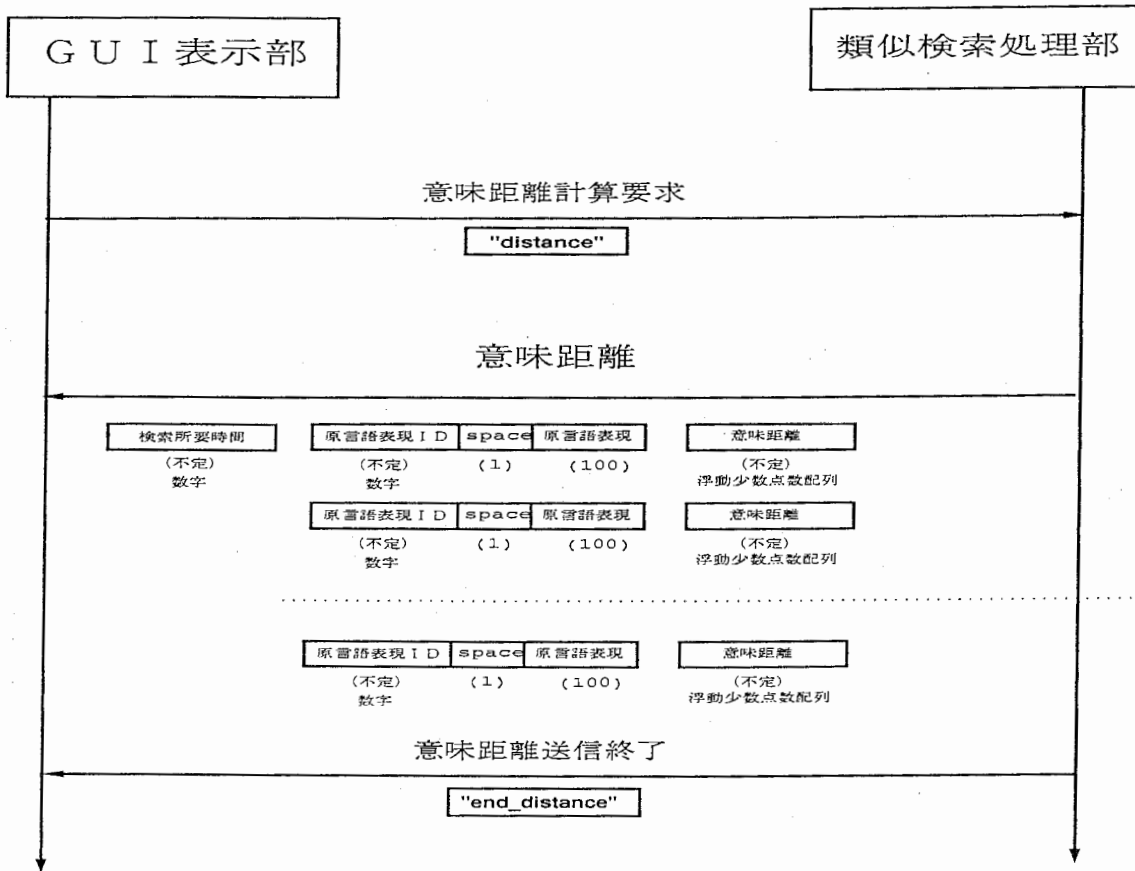 ＧＵＩ表示部
類似検索処理部
意味距離計算要求
"distance"
意味距離
検索所要時間 原言語表現ＩＤ space 原言語表現 意味距離
(不定) (不定) (1) (100) (不定)
数字 数字 浮動少数点数配列
原言語表現ＩＤ space 原言語表現 意味距離
(不定) (1) (100) (不定)
数字 浮動少数点数配列
原言語表現ＩＤ space 原言語表現 意味距離
(不定) (1) (100) (不定)
数字 浮動少数点数配列
意味距離送信終了
"end_distance"